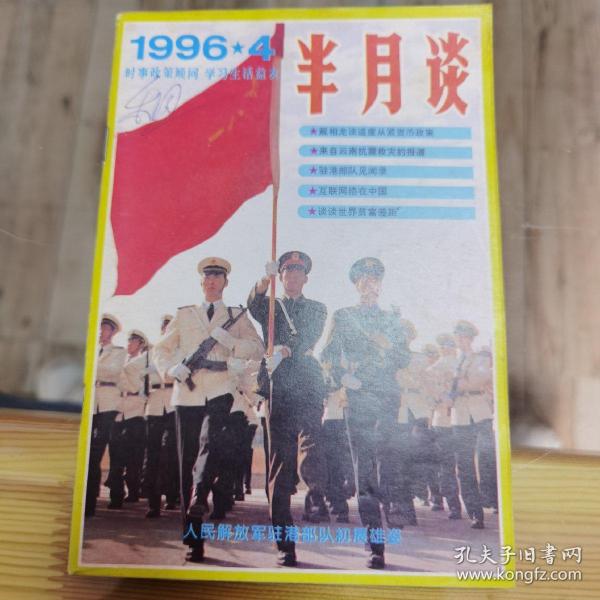 1996★4
半月谈
时事政策顾问 学习生活益友
★戴相龙谈适度从紧货币政策
★来自云南抗震救灾的报道
★驻港部队见闻录
★互联网络在中国
★谈谈世界贫富差距
人民解放军驻港部队初展雄姿
孔夫子旧书网
www.kongfz.com